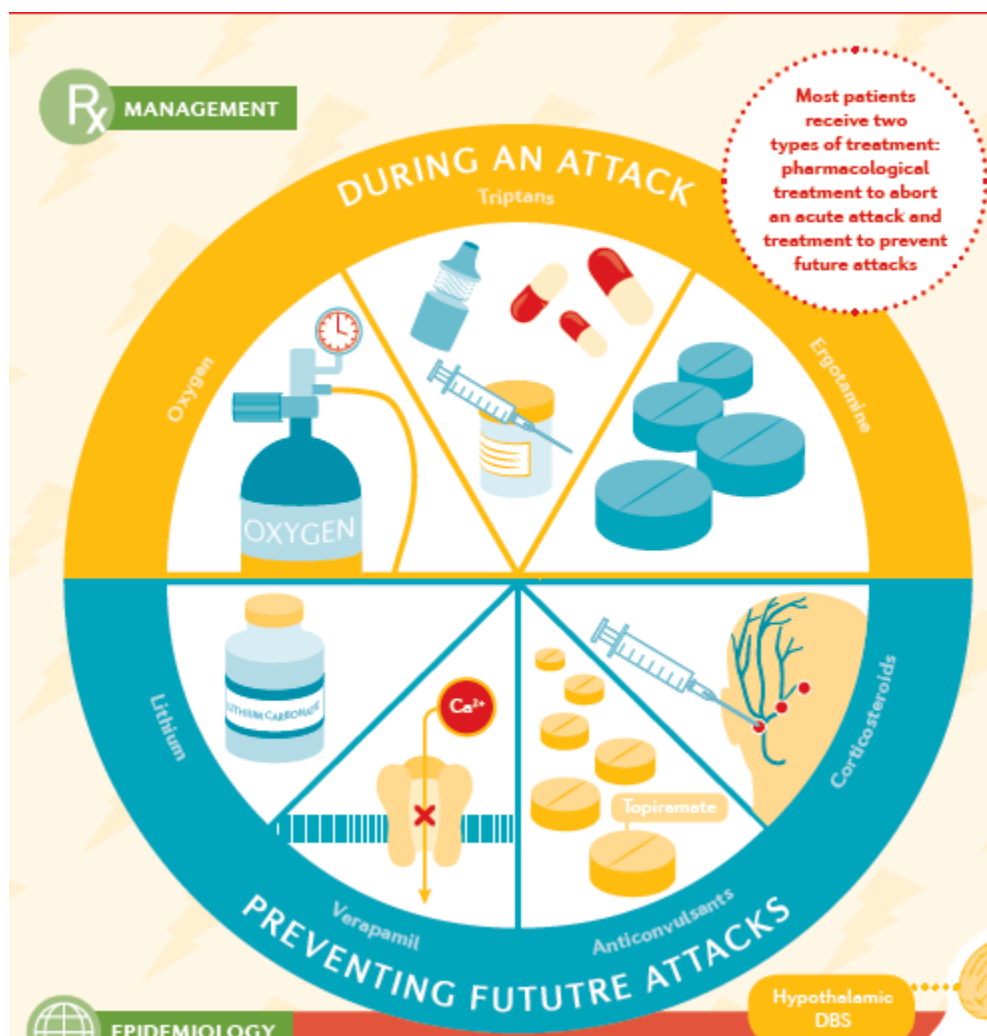 Rx MANAGEMENT
Most patients
receive two
types of treatment:
pharmacological
treatment to abort
an acute attack and
treatment to prevent
future attacks
DURING AN ATTACK
Triptans
Oxygen
Ergotamine
OXYGEN
Lithium
LITHIUM CARBONATE
Ca²⁺
Topiramate
Corticosteroids
Verapamil
Anticonvulsants
PREVENTING FUTUTRE ATTACKS
Hypothalamic
DBS
EPIDEMIOLOGY